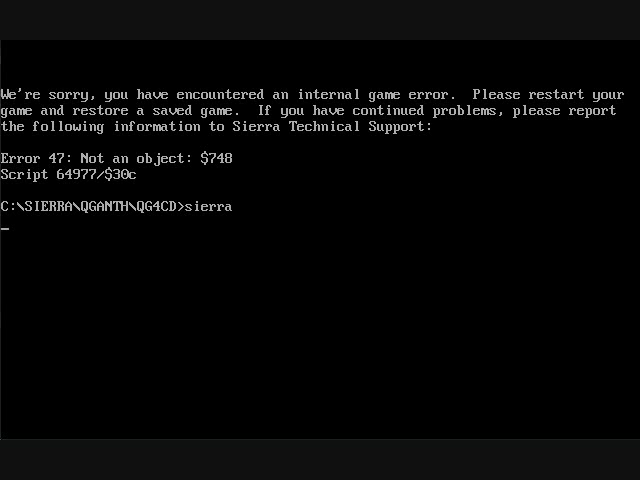 We're sorry, you have encountered an internal game error.  Please restart your
game and restore a saved game.  If you have continued problems, please report
the following information to Sierra Technical Support:
Error 47: Not an object: $748
Script 64977/$30c
C:\SIERRA\QGANTH\QG4CD>sierra